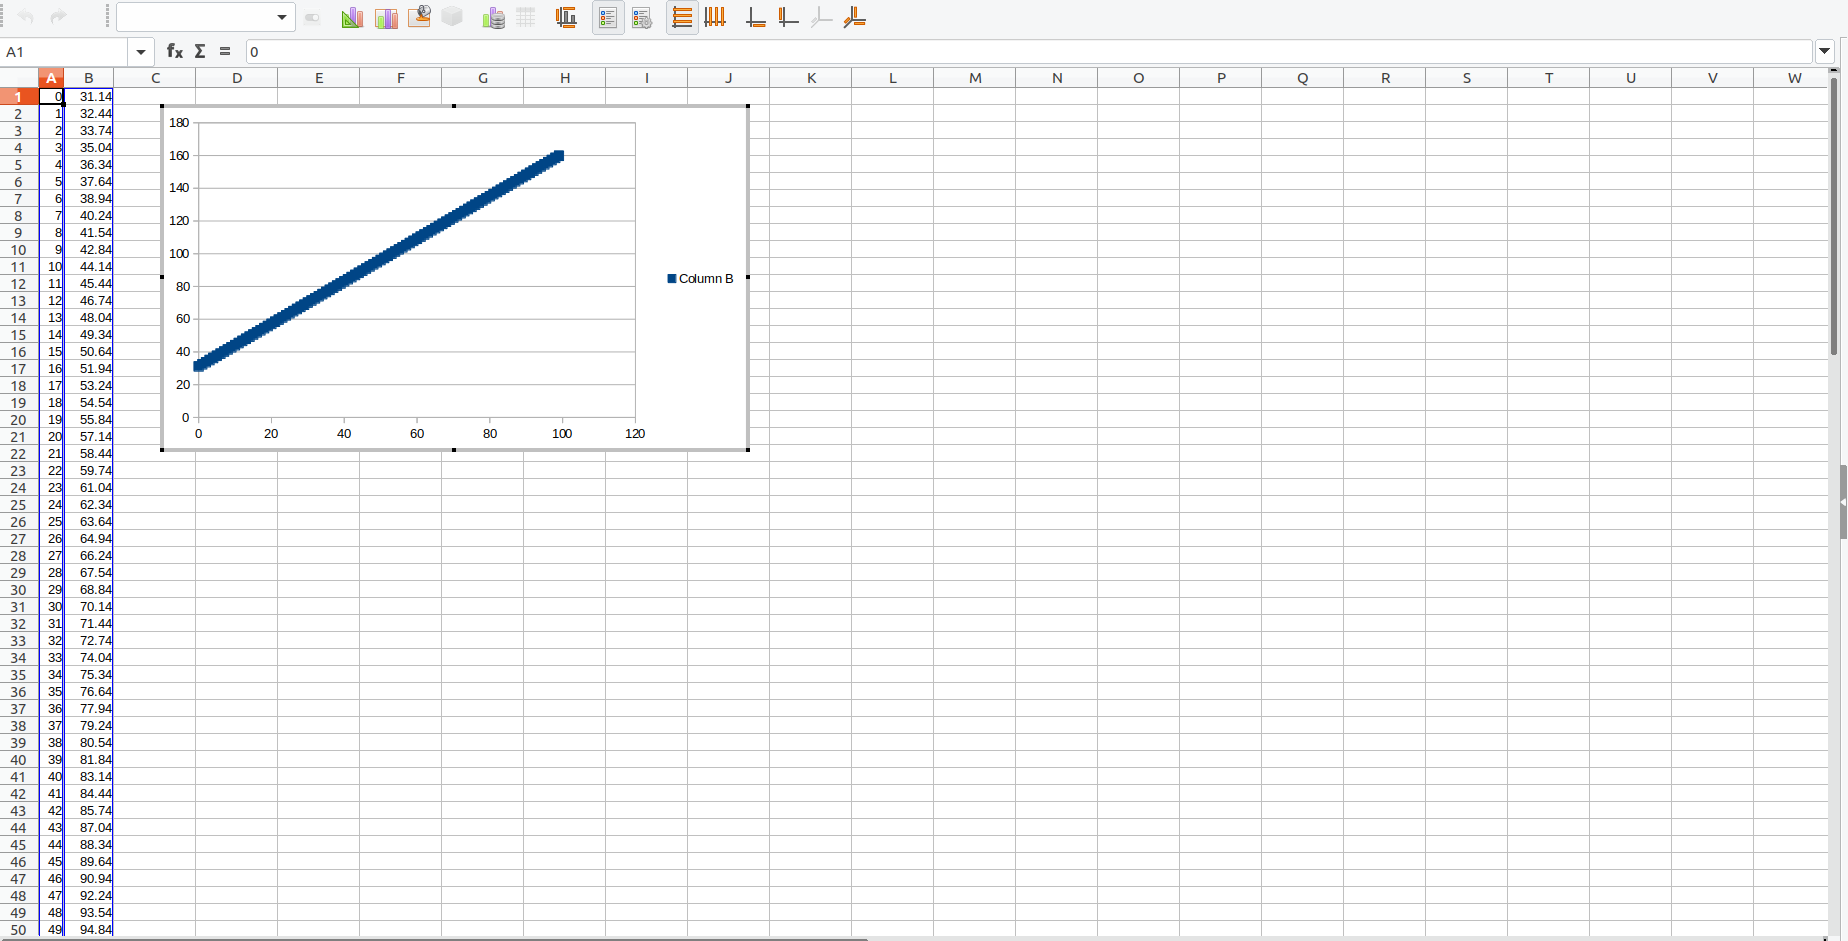 A1 fx Σ = 0
A B C D E F G H I J K L M N O P Q R S T U V W
1 0 31.14
2 1 32.44
3 2 33.74
4 3 35.04
5 4 36.34
6 5 37.64
7 6 38.94
8 7 40.24
9 8 41.54
10 9 42.84
11 10 44.14
12 11 45.44
13 12 46.74
14 13 48.04
15 14 49.34
16 15 50.64
17 16 51.94
18 17 53.24
19 18 54.54
20 19 55.84
21 20 57.14
22 21 58.44
23 22 59.74
24 23 61.04
25 24 62.34
26 25 63.64
27 26 64.94
28 27 66.24
29 28 67.54
30 29 68.84
31 30 70.14
32 31 71.44
33 32 72.74
34 33 74.04
35 34 75.34
36 35 76.64
37 36 77.94
38 37 79.24
39 38 80.54
40 39 81.84
41 40 83.14
42 41 84.44
43 42 85.74
44 43 87.04
45 44 88.34
46 45 89.64
47 46 90.94
48 47 92.24
49 48 93.54
50 49 94.84
180
160
140
120
100
80
60
40
20
0
0 20 40 60 80 100 120
Column B